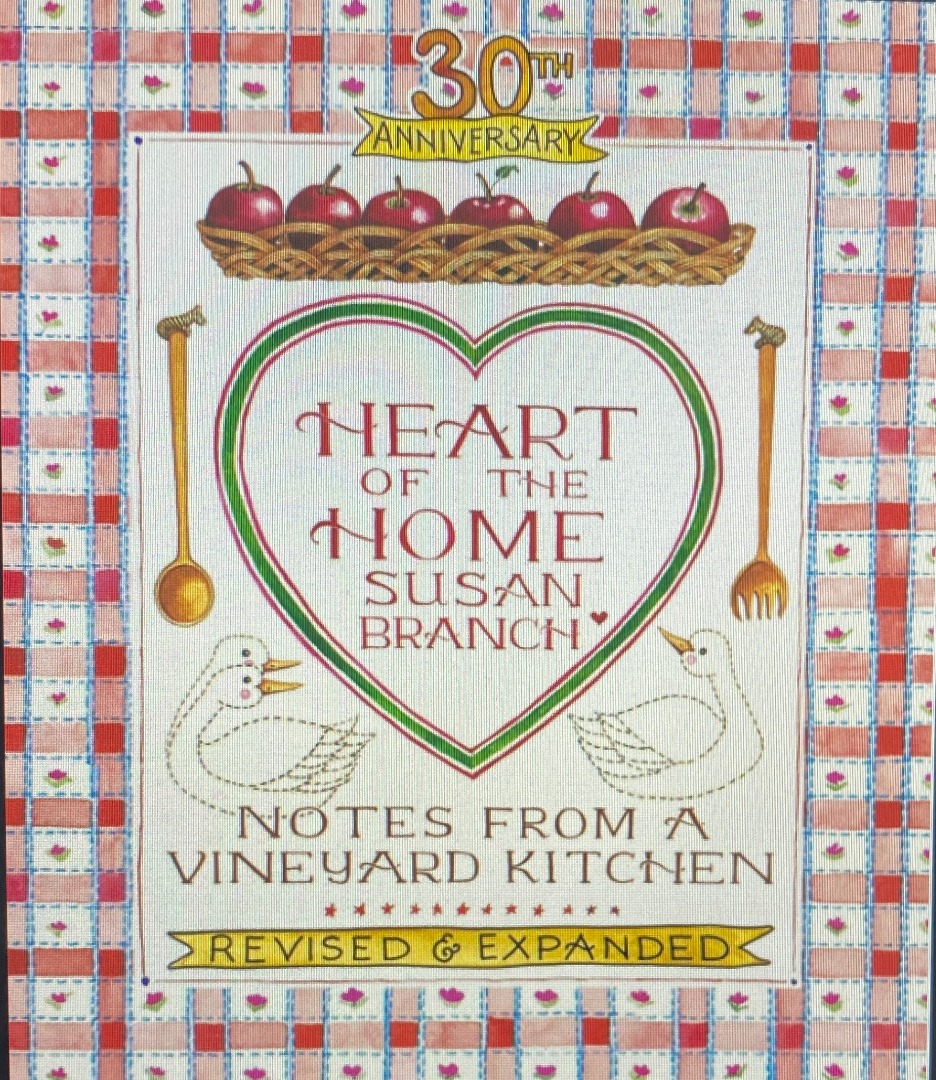 30TH
ANNIVERSARY
HEART
OF THE
HOME
SUSAN
BRANCH
NOTES FROM A
VINEYARD KITCHEN
REVISED & EXPANDED